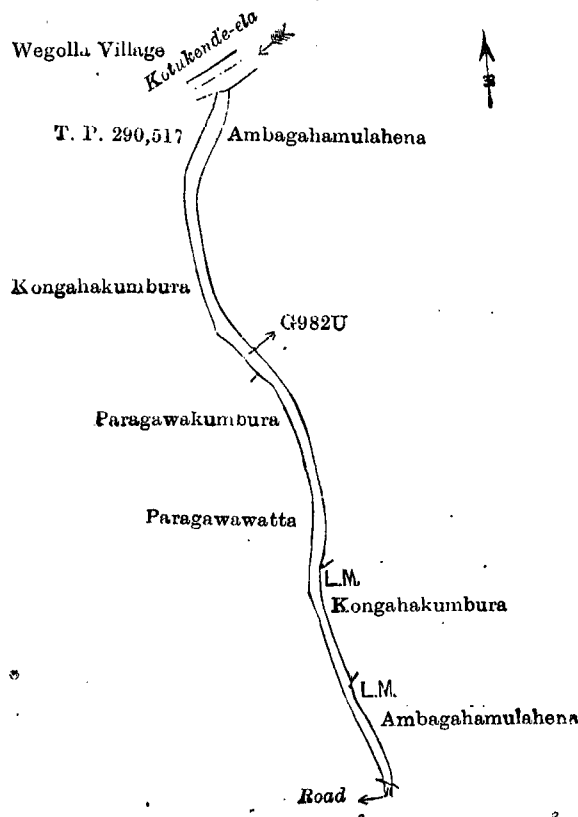 Wegolla Village
Kotukende-ela
T. P. 290,517
Ambagahamulahena
Kongahakumbura
G982U
Paragawakumbura
Paragawawatta
L.M.
Kongahakumbura
L.M.
Ambagahamulahena
Road